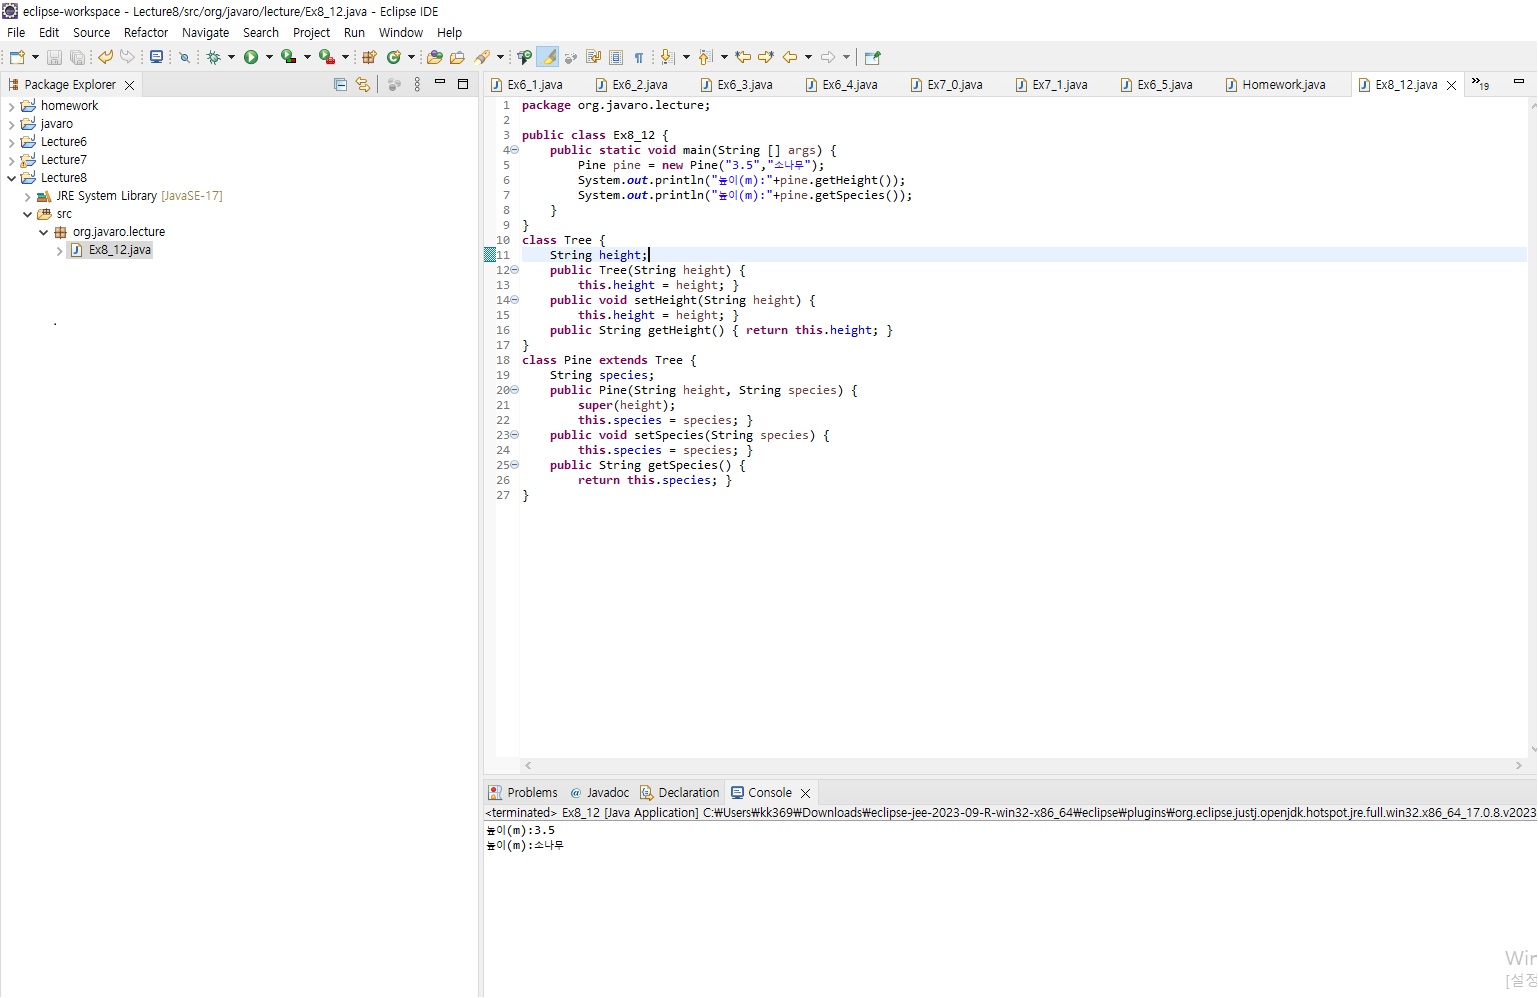 eclipse-workspace - Lecture8/src/org/javaro/lecture/Ex8_12.java - Eclipse IDE
File Edit Source Refactor Navigate Search Project Run Window Help
Package Explorer
homework
javaro
Lecture6
Lecture7
Lecture8
JRE System Library [JavaSE-17]
src
org.javaro.lecture
Ex8_12.java
Ex6_1.java Ex6_2.java Ex6_3.java Ex6_4.java Ex7_0.java Ex7_1.java Ex6_5.java Homework.java Ex8_12.java »19
1 package org.javaro.lecture;
2
3 public class Ex8_12 {
4 public static void main(String [] args) {
5 Pine pine = new Pine("3.5","소나무");
6 System.out.println("높이(m):"+pine.getHeight());
7 System.out.println("높이(m):"+pine.getSpecies());
8 }
9 }
10 class Tree {
11 String height;
12 public Tree(String height) {
13 this.height = height; }
14 public void setHeight(String height) {
15 this.height = height; }
16 public String getHeight() { return this.height; }
17 }
18 class Pine extends Tree {
19 String species;
20 public Pine(String height, String species) {
21 super(height);
22 this.species = species; }
23 public void setSpecies(String species) {
24 this.species = species; }
25 public String getSpecies() {
26 return this.species; }
27 }
Problems Javadoc Declaration Console
<terminated> Ex8_12 [Java Application] C:₩Users₩kk369₩Downloads₩eclipse-jee-2023-09-R-win32-x86_64₩eclipse₩plugins₩org.eclipse.justj.openjdk.hotspot.jre.full.win32.x86_64_17.0.8.v2023
높이(m):3.5
높이(m):소나무
Win
[설정